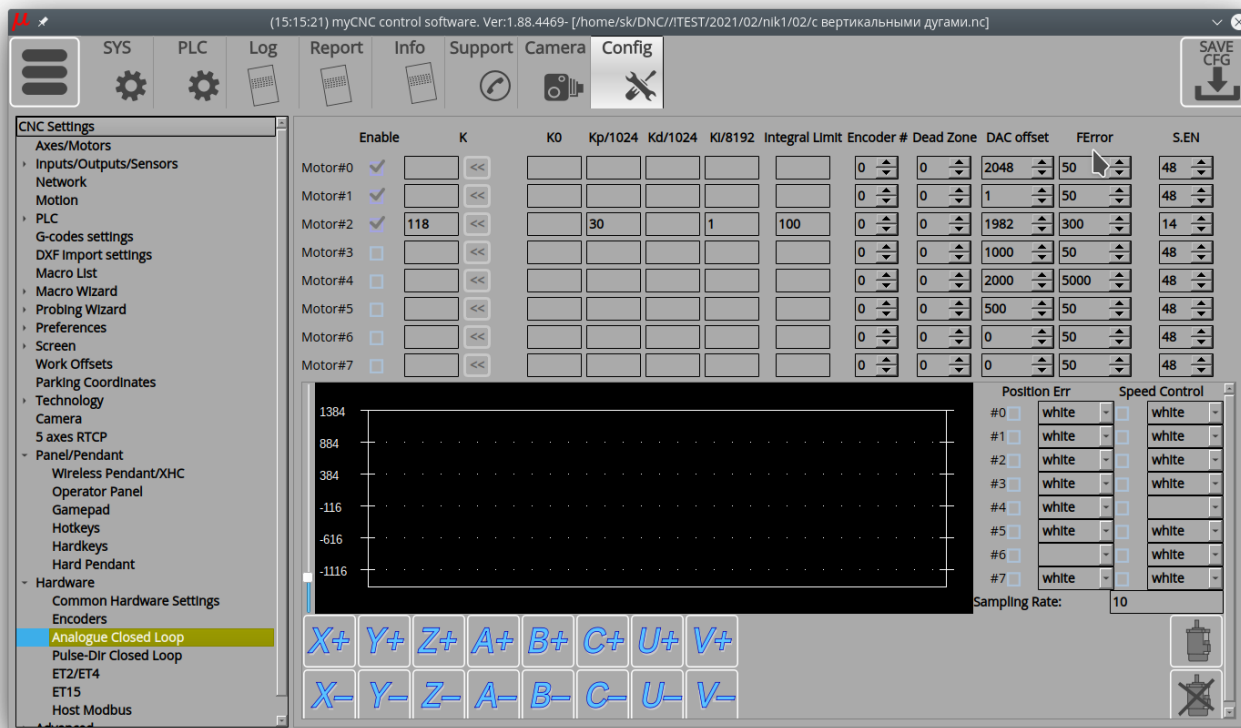 μ (15:15:21) myCNC control software. Ver:1.88.4469- [/home/sk/DNC//!TEST/2021/02/nik1/02/с вертикальными дугами.nc]
SYS PLC Log Report Info Support Camera Config SAVE CFG
CNC Settings
Axes/Motors
Inputs/Outputs/Sensors
Network
Motion
PLC
G-codes settings
DXF Import settings
Macro List
Macro Wizard
Probing Wizard
Preferences
Screen
Work Offsets
Parking Coordinates
Technology
Camera
5 axes RTCP
Panel/Pendant
Wireless Pendant/XHC
Operator Panel
Gamepad
Hotkeys
Hardkeys
Hard Pendant
Hardware
Common Hardware Settings
Encoders
Analogue Closed Loop
Pulse-Dir Closed Loop
ET2/ET4
ET15
Host Modbus
Advanced
Enable K K0 Kp/1024 Kd/1024 Ki/8192 Integral Limit Encoder # Dead Zone DAC offset FError S.EN
Motor#0 << 0 0 2048 50 48
Motor#1 << 0 0 1 50 48
Motor#2 118 << 30 1 100 0 0 1982 300 14
Motor#3 << 0 0 1000 50 48
Motor#4 << 0 0 2000 5000 48
Motor#5 << 0 0 500 50 48
Motor#6 << 0 0 0 50 48
Motor#7 << 0 0 0 50 48
1384
884
384
-116
-616
-1116
Position Err Speed Control
#0 white white
#1 white white
#2 white white
#3 white white
#4 white
#5 white white
#6 white
#7 white white
Sampling Rate: 10
X+ Y+ Z+ A+ B+ C+ U+ V+
X− Y− Z− A− B− C− U− V−